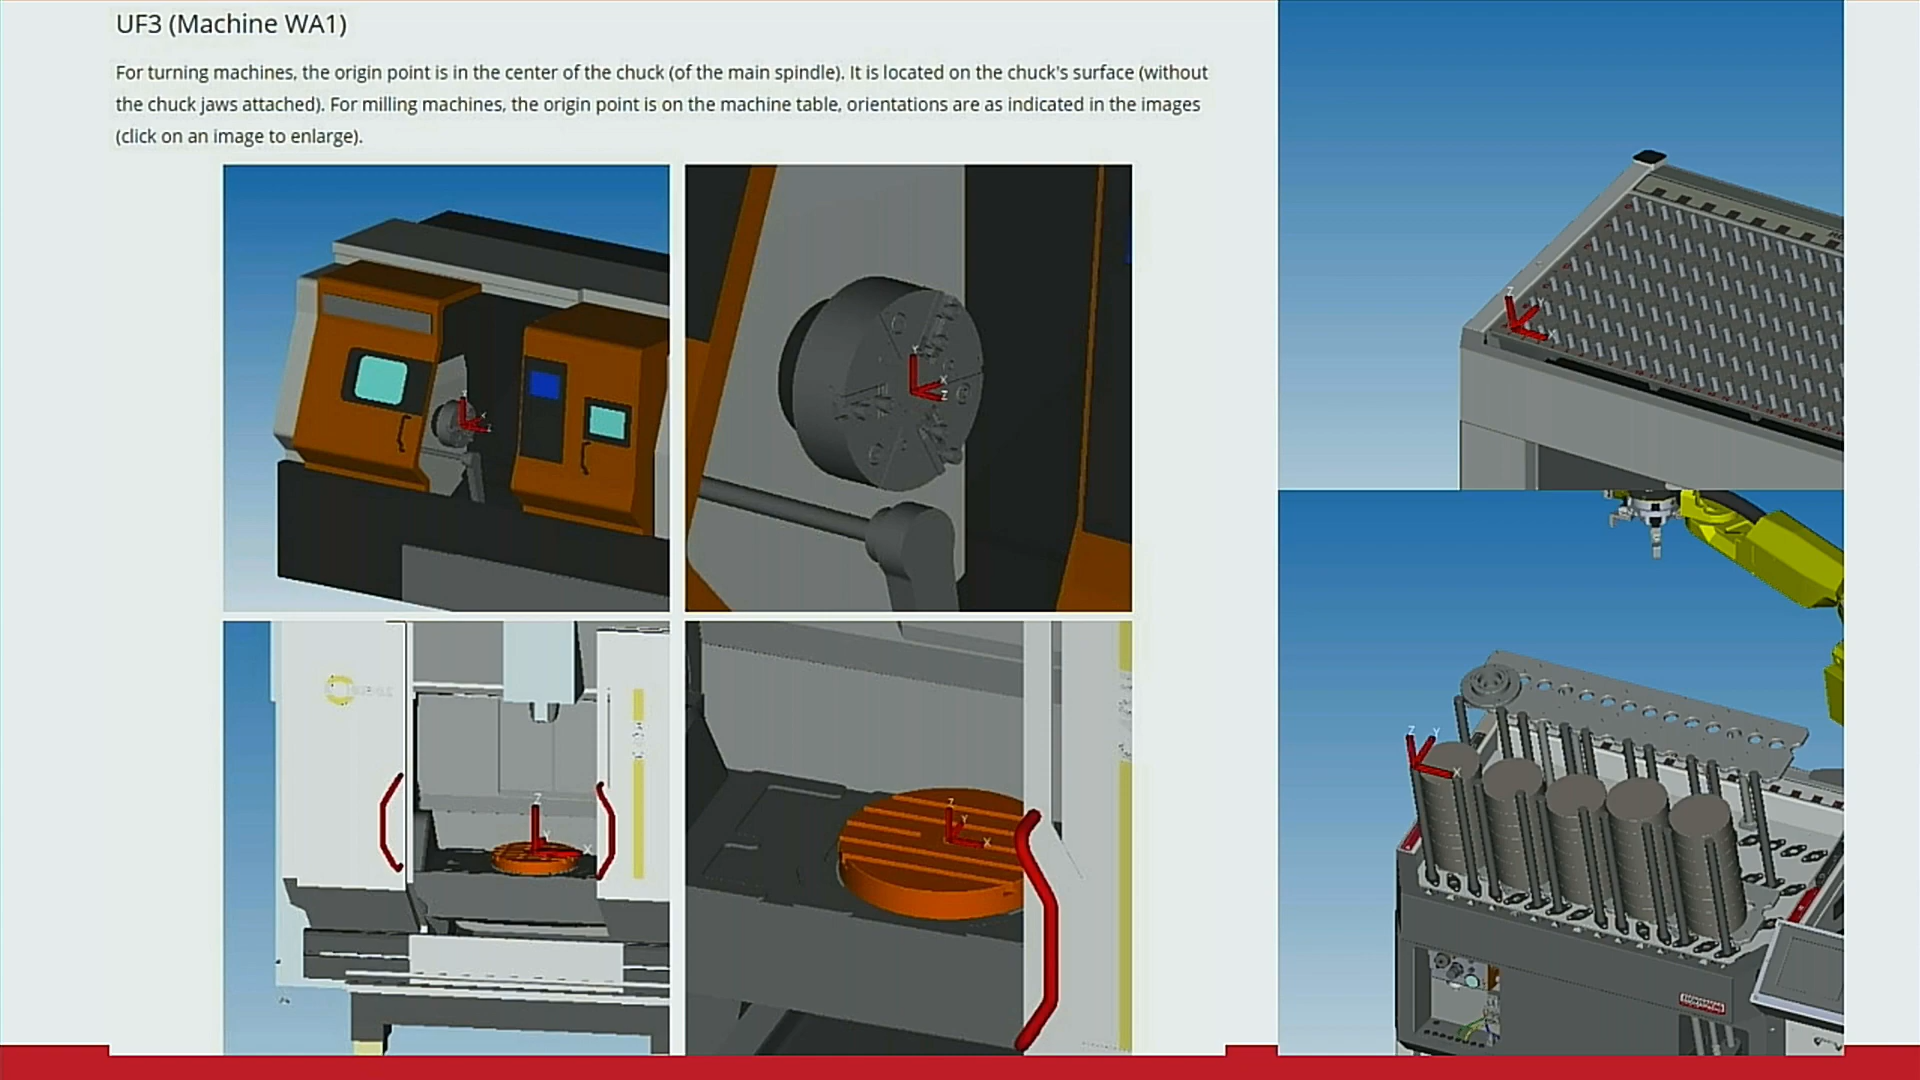 UF3 (Machine WA1)
For turning machines, the origin point is in the center of the chuck (of the main spindle). It is located on the chuck's surface (without
the chuck jaws attached). For milling machines, the origin point is on the machine table, orientations are as indicated in the images
(click on an image to enlarge).
Z
Y
X
Z
Y
X
Z
Y
X
Z
Y
X